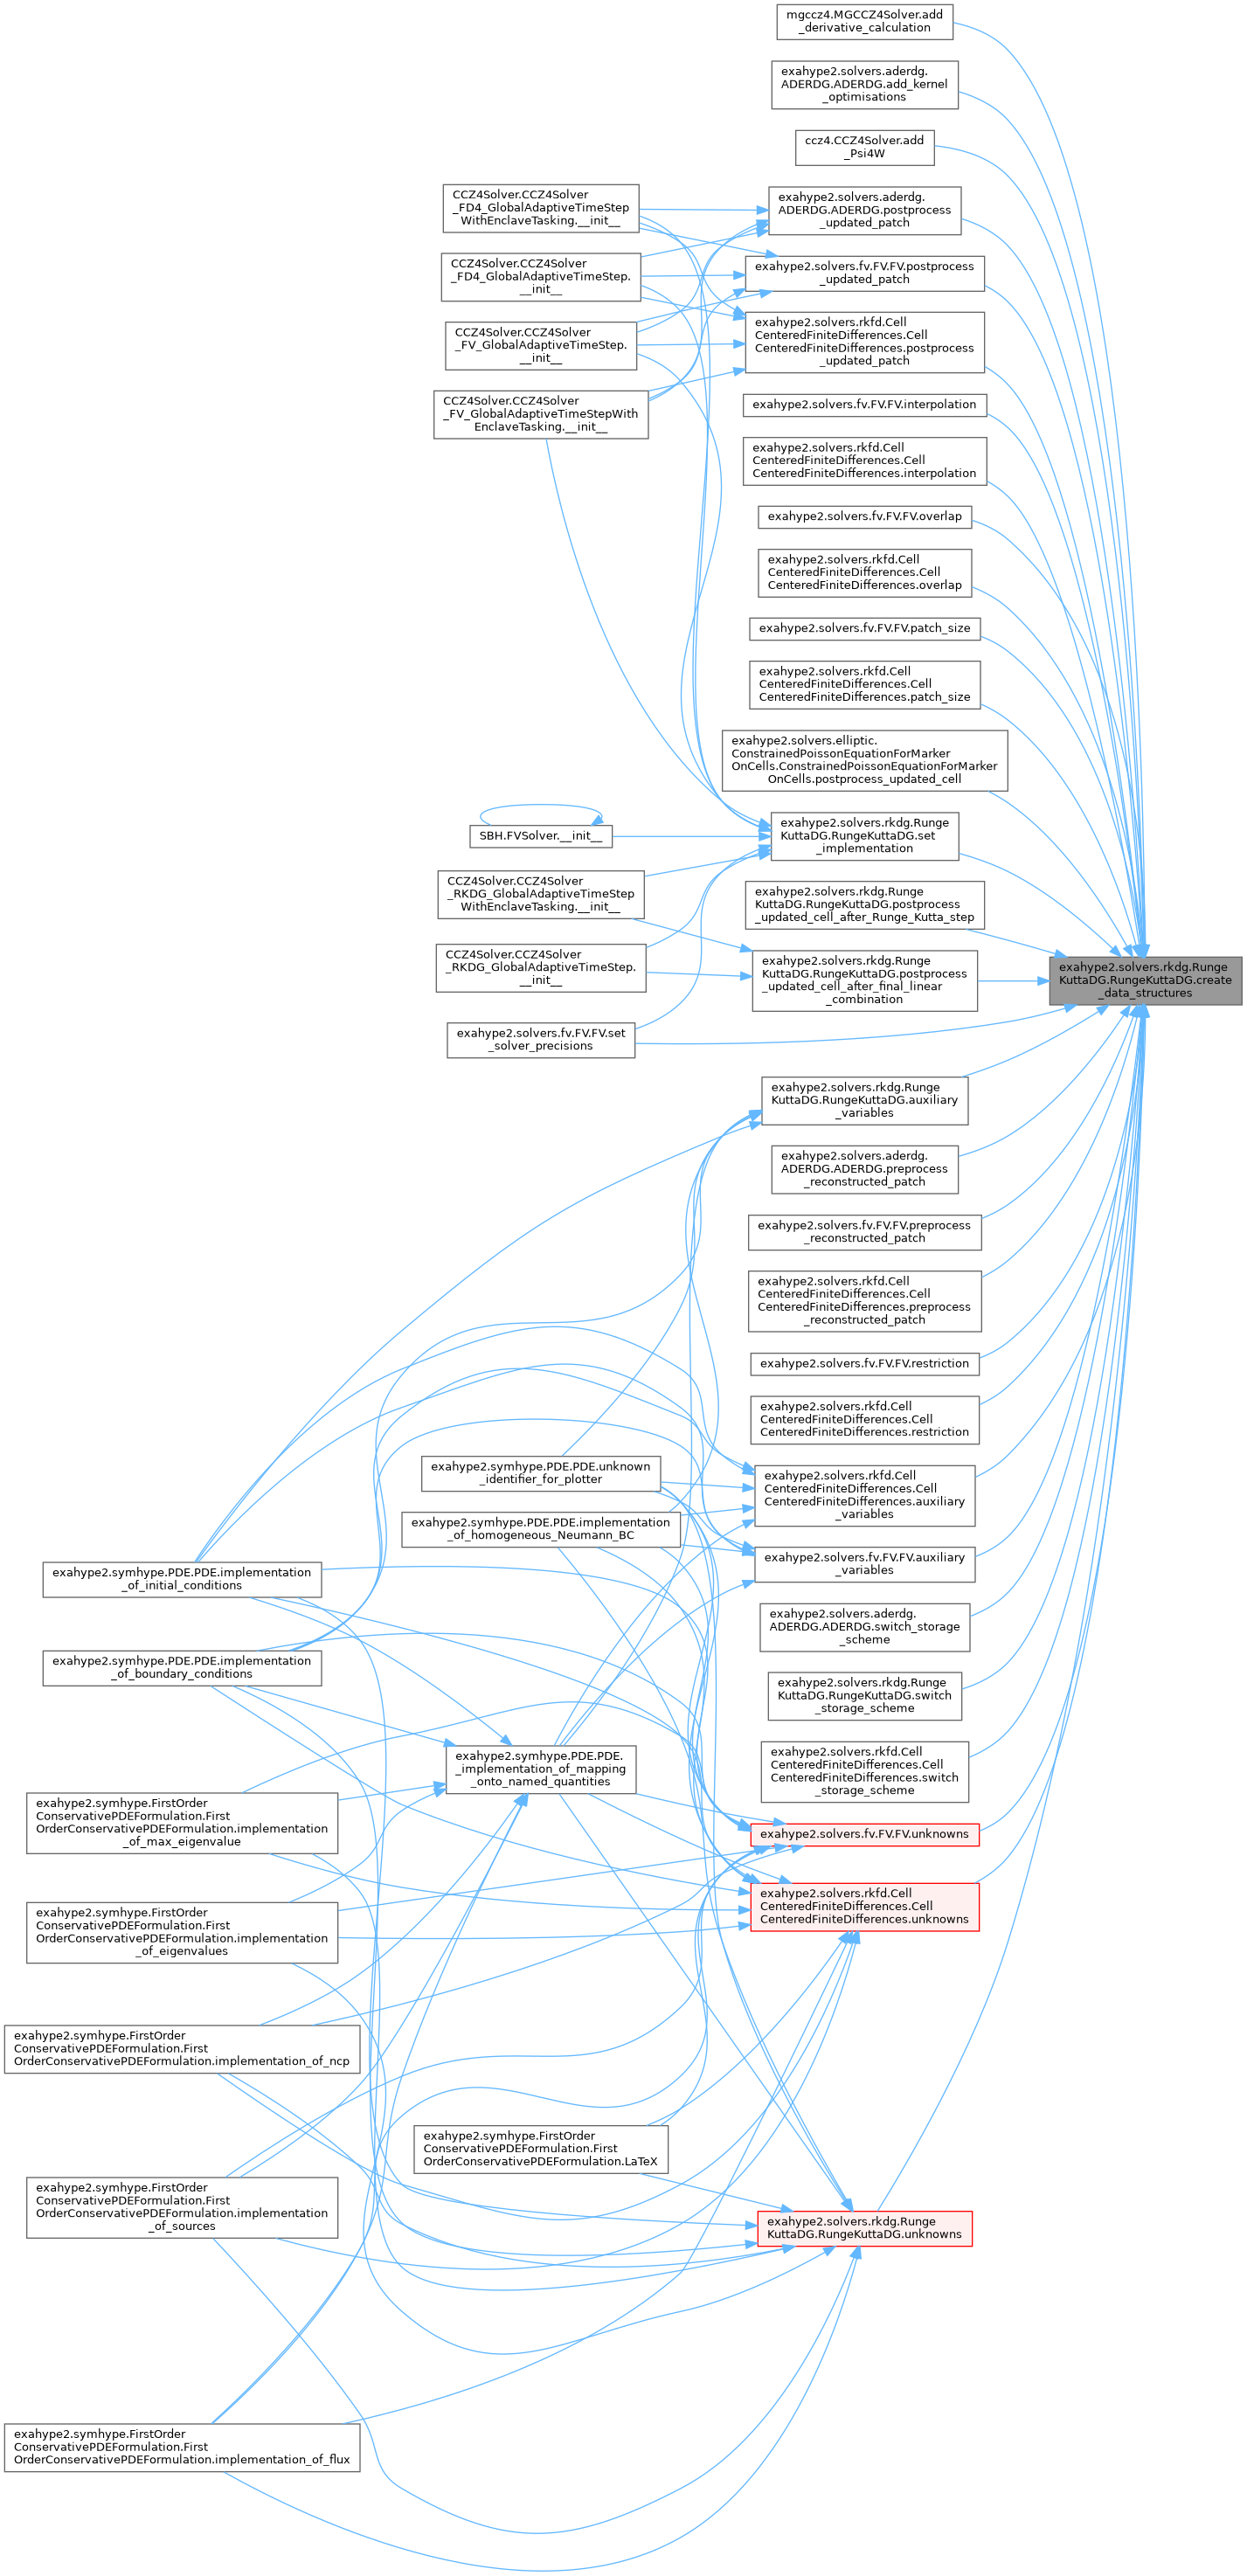 mgccz4.MGCCZ4Solver.add
_derivative_calculation
exahype2.solvers.aderdg.
ADERDG.ADERDG.add_kernel
_optimisations
ccz4.CCZ4Solver.add
_Psi4W
CCZ4Solver.CCZ4Solver
_FD4_GlobalAdaptiveTimeStep
WithEnclaveTasking.__init__
exahype2.solvers.aderdg.
ADERDG.ADERDG.postprocess
_updated_patch
CCZ4Solver.CCZ4Solver
_FD4_GlobalAdaptiveTimeStep.
__init__
exahype2.solvers.fv.FV.FV.postprocess
_updated_patch
CCZ4Solver.CCZ4Solver
_FV_GlobalAdaptiveTimeStep.
__init__
exahype2.solvers.rkfd.Cell
CenteredFiniteDifferences.Cell
CenteredFiniteDifferences.postprocess
_updated_patch
CCZ4Solver.CCZ4Solver
_FV_GlobalAdaptiveTimeStepWith
EnclaveTasking.__init__
exahype2.solvers.fv.FV.FV.interpolation
exahype2.solvers.rkfd.Cell
CenteredFiniteDifferences.Cell
CenteredFiniteDifferences.interpolation
exahype2.solvers.fv.FV.FV.overlap
exahype2.solvers.rkfd.Cell
CenteredFiniteDifferences.Cell
CenteredFiniteDifferences.overlap
exahype2.solvers.fv.FV.FV.patch_size
exahype2.solvers.rkfd.Cell
CenteredFiniteDifferences.Cell
CenteredFiniteDifferences.patch_size
exahype2.solvers.elliptic.
ConstrainedPoissonEquationForMarker
OnCells.ConstrainedPoissonEquationForMarker
OnCells.postprocess_updated_cell
SBH.FVSolver.__init__
exahype2.solvers.rkdg.Runge
KuttaDG.RungeKuttaDG.set
_implementation
CCZ4Solver.CCZ4Solver
_RKDG_GlobalAdaptiveTimeStep
WithEnclaveTasking.__init__
exahype2.solvers.rkdg.Runge
KuttaDG.RungeKuttaDG.postprocess
_updated_cell_after_Runge_Kutta_step
CCZ4Solver.CCZ4Solver
_RKDG_GlobalAdaptiveTimeStep.
__init__
exahype2.solvers.rkdg.Runge
KuttaDG.RungeKuttaDG.postprocess
_updated_cell_after_final_linear
_combination
exahype2.solvers.rkdg.Runge
KuttaDG.RungeKuttaDG.create
_data_structures
exahype2.solvers.fv.FV.FV.set
_solver_precisions
exahype2.solvers.rkdg.Runge
KuttaDG.RungeKuttaDG.auxiliary
_variables
exahype2.solvers.aderdg.
ADERDG.ADERDG.preprocess
_reconstructed_patch
exahype2.solvers.fv.FV.FV.preprocess
_reconstructed_patch
exahype2.solvers.rkfd.Cell
CenteredFiniteDifferences.Cell
CenteredFiniteDifferences.preprocess
_reconstructed_patch
exahype2.solvers.fv.FV.FV.restriction
exahype2.solvers.rkfd.Cell
CenteredFiniteDifferences.Cell
CenteredFiniteDifferences.restriction
exahype2.symhype.PDE.PDE.unknown
_identifier_for_plotter
exahype2.solvers.rkfd.Cell
CenteredFiniteDifferences.Cell
CenteredFiniteDifferences.auxiliary
_variables
exahype2.symhype.PDE.PDE.implementation
_of_homogeneous_Neumann_BC
exahype2.solvers.fv.FV.FV.auxiliary
_variables
exahype2.symhype.PDE.PDE.implementation
_of_initial_conditions
exahype2.solvers.aderdg.
ADERDG.ADERDG.switch_storage
_scheme
exahype2.symhype.PDE.PDE.implementation
_of_boundary_conditions
exahype2.solvers.rkdg.Runge
KuttaDG.RungeKuttaDG.switch
_storage_scheme
exahype2.symhype.PDE.PDE.
_implementation_of_mapping
_onto_named_quantities
exahype2.solvers.rkfd.Cell
CenteredFiniteDifferences.Cell
CenteredFiniteDifferences.switch
_storage_scheme
exahype2.symhype.FirstOrder
ConservativePDEFormulation.First
OrderConservativePDEFormulation.implementation
_of_max_eigenvalue
exahype2.solvers.fv.FV.FV.unknowns
exahype2.solvers.rkfd.Cell
CenteredFiniteDifferences.Cell
CenteredFiniteDifferences.unknowns
exahype2.symhype.FirstOrder
ConservativePDEFormulation.First
OrderConservativePDEFormulation.implementation
_of_eigenvalues
exahype2.symhype.FirstOrder
ConservativePDEFormulation.First
OrderConservativePDEFormulation.implementation_of_ncp
exahype2.symhype.FirstOrder
ConservativePDEFormulation.First
OrderConservativePDEFormulation.LaTeX
exahype2.symhype.FirstOrder
ConservativePDEFormulation.First
OrderConservativePDEFormulation.implementation
_of_sources
exahype2.solvers.rkdg.Runge
KuttaDG.RungeKuttaDG.unknowns
exahype2.symhype.FirstOrder
ConservativePDEFormulation.First
OrderConservativePDEFormulation.implementation_of_flux